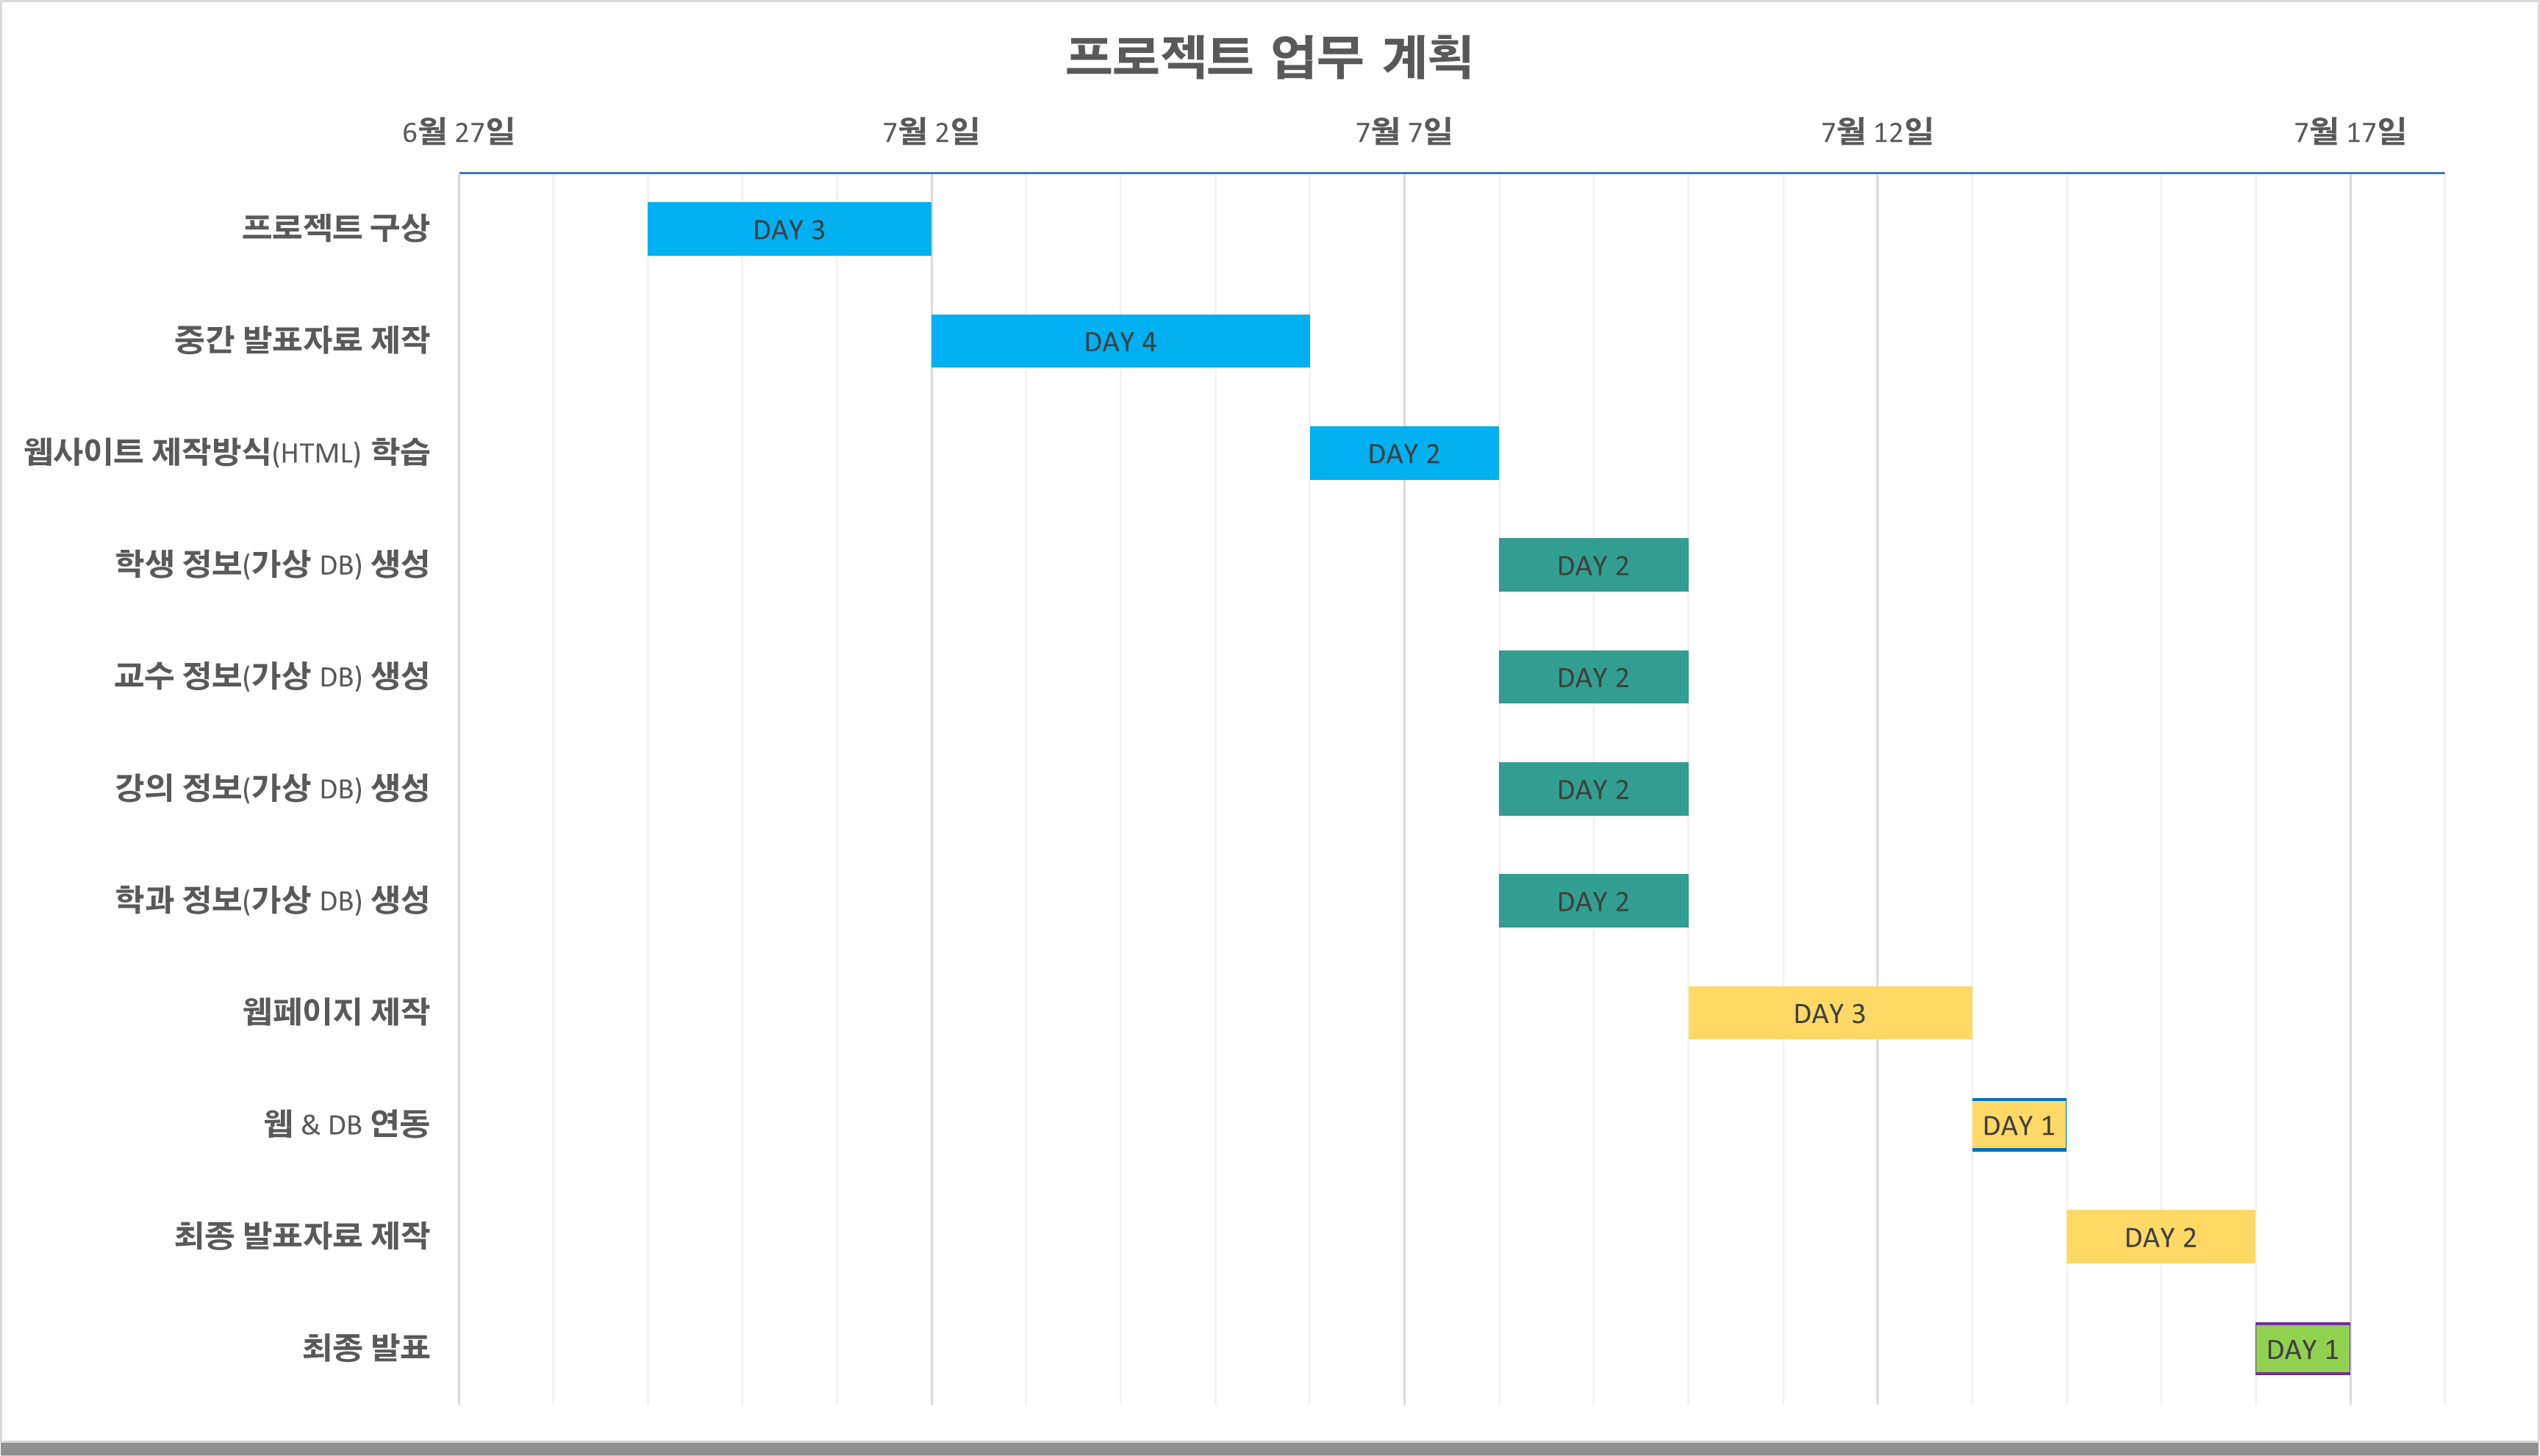 프로젝트 업무 계획
6월 27일 7월 2일 7월 7일 7월 12일 7월 17일
프로젝트 구상 DAY 3
중간 발표자료 제작 DAY 4
웹사이트 제작방식(HTML) 학습 DAY 2
학생 정보(가상 DB) 생성 DAY 2
교수 정보(가상 DB) 생성 DAY 2
강의 정보(가상 DB) 생성 DAY 2
학과 정보(가상 DB) 생성 DAY 2
웹페이지 제작 DAY 3
웹 & DB 연동 DAY 1
최종 발표자료 제작 DAY 2
최종 발표 DAY 1